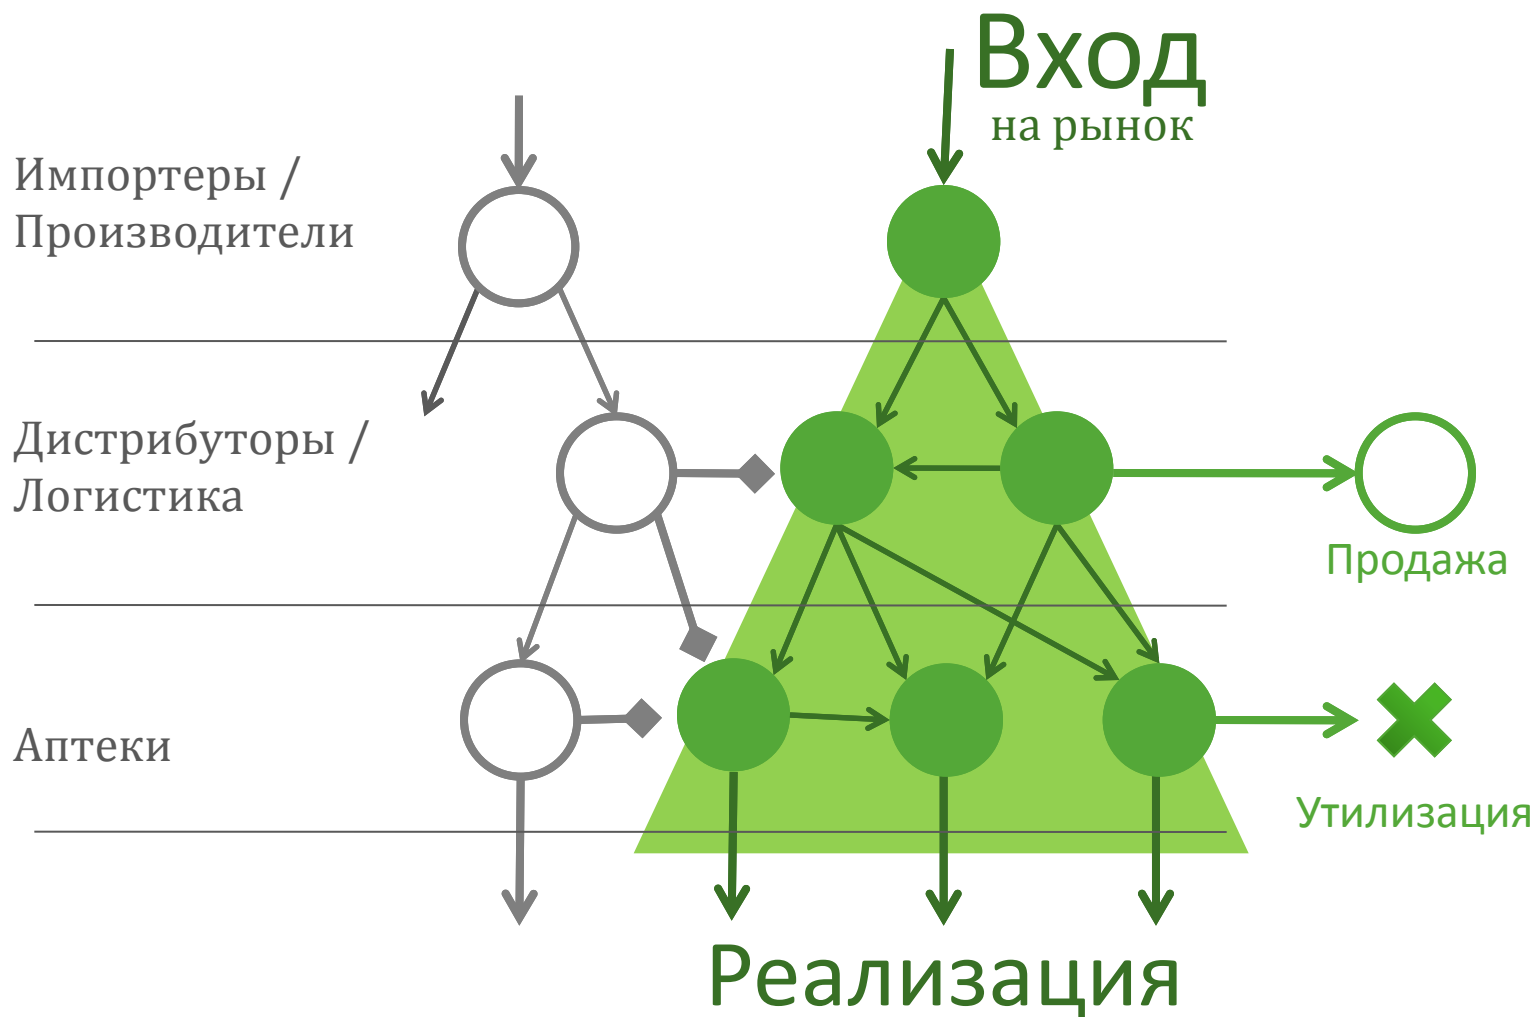 Вход
на рынок
Импортеры /
Производители
Дистрибуторы /
Логистика
Продажа
Аптеки
Утилизация
Реализация